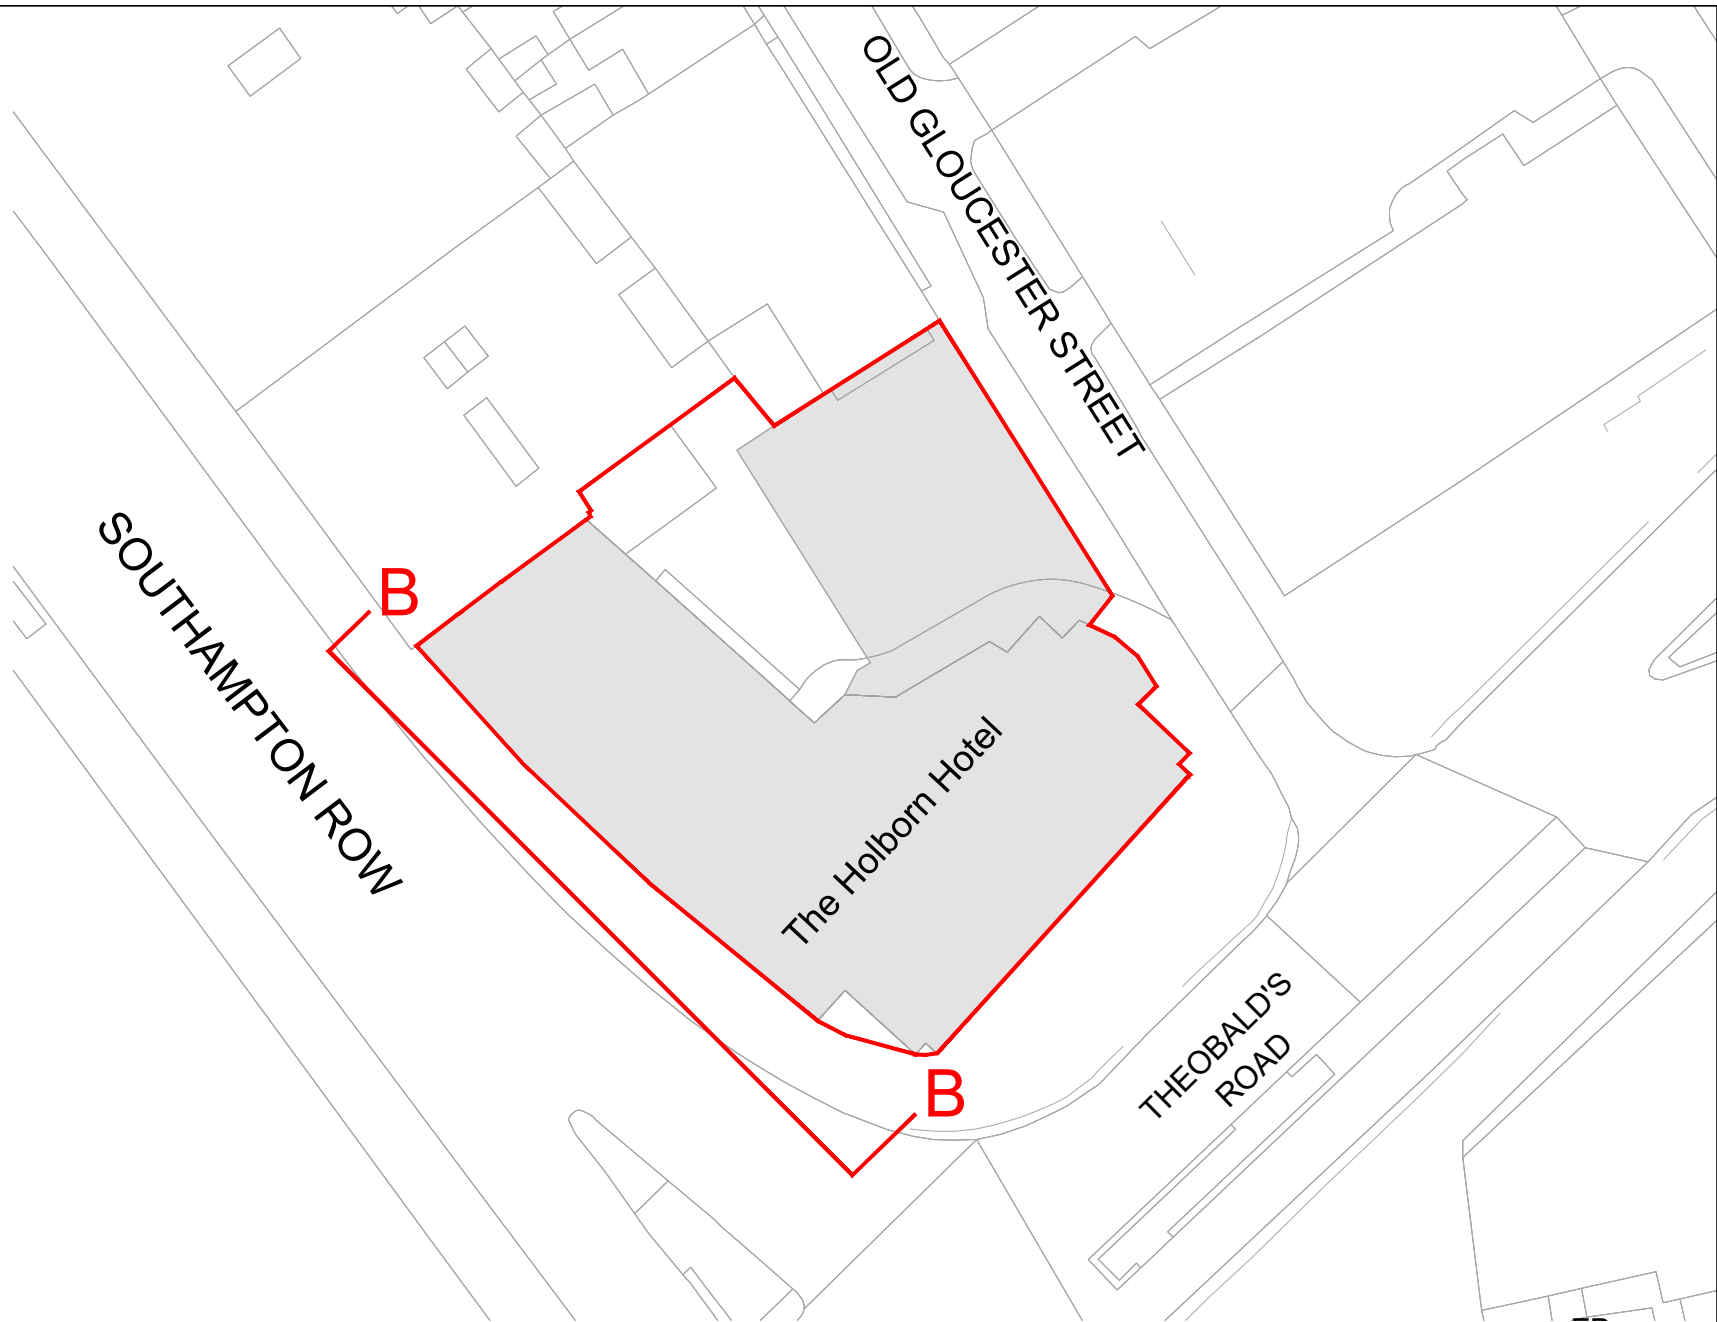 OLD GLOUCESTER STREET
SOUTHAMPTON ROW
B
The Holborn Hotel
B
THEOBALD'S
ROAD